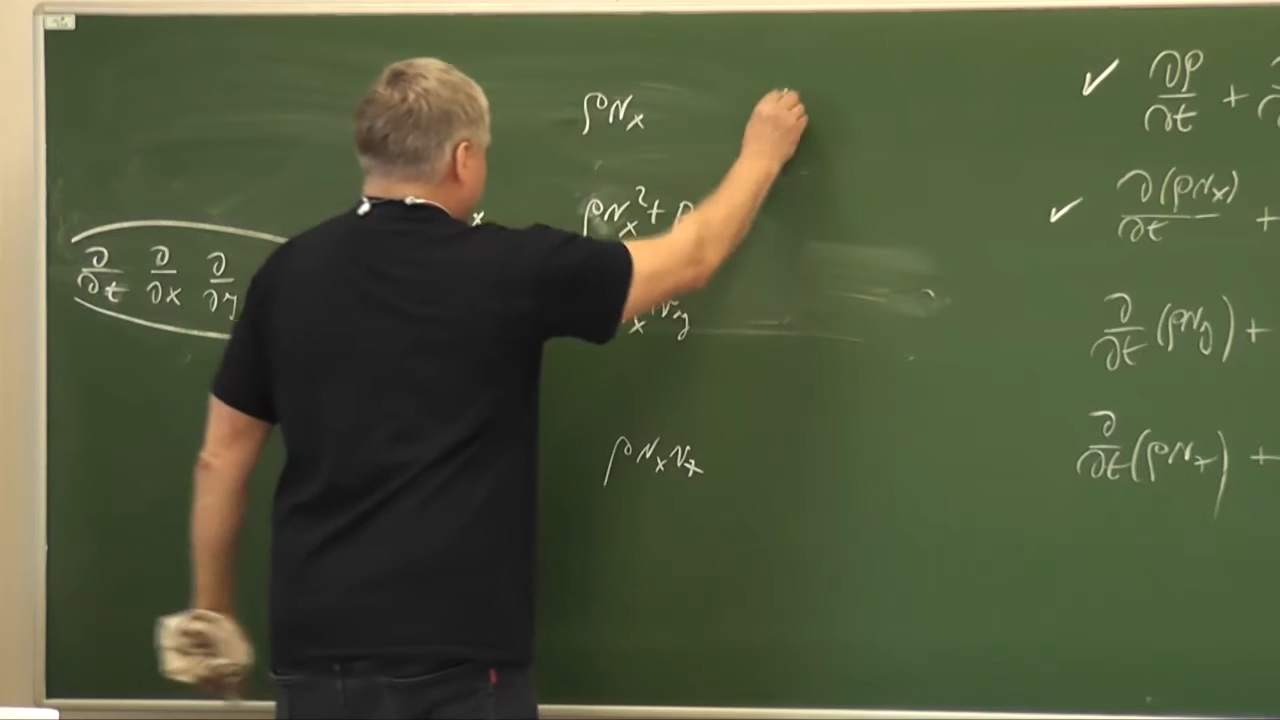 ρv_x
ρv_x^2 + p
∂/∂t ∂/∂x ∂/∂y
v_x v_y
ρv_x v_z
✓ ∂ρ/∂t +
✓ ∂(ρv_x)/∂t +
∂/∂t (ρv_y) +
∂/∂t (ρv_z) +